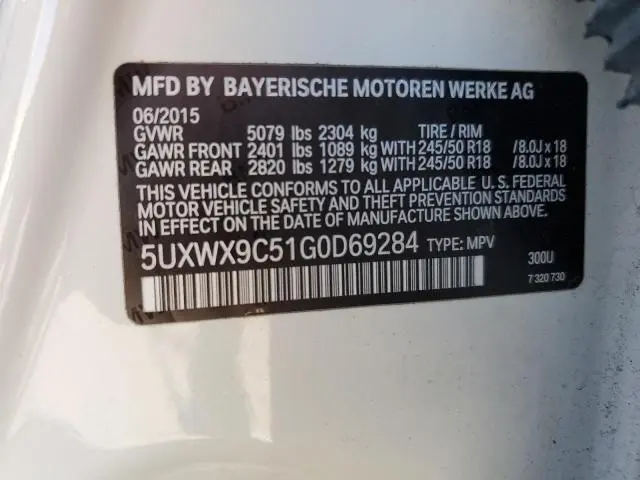 MFD BY BAYERISCHE MOTOREN WERKE AG
06/2015
GVWR 5079 lbs 2304 kg TIRE / RIM
GAWR FRONT 2401 lbs 1089 kg WITH 245/50 R18 /8.0J x 18
GAWR REAR 2820 lbs 1279 kg WITH 245/50 R18 /8.0J x 18
THIS VEHICLE CONFORMS TO ALL APPLICABLE U.S. FEDERAL
MOTOR VEHICLE SAFETY AND THEFT PREVENTION STANDARDS
IN EFFECT ON THE DATE OF MANUFACTURE SHOWN ABOVE.
5UXWX9C51G0D69284 TYPE: MPV 300U
7 320 730